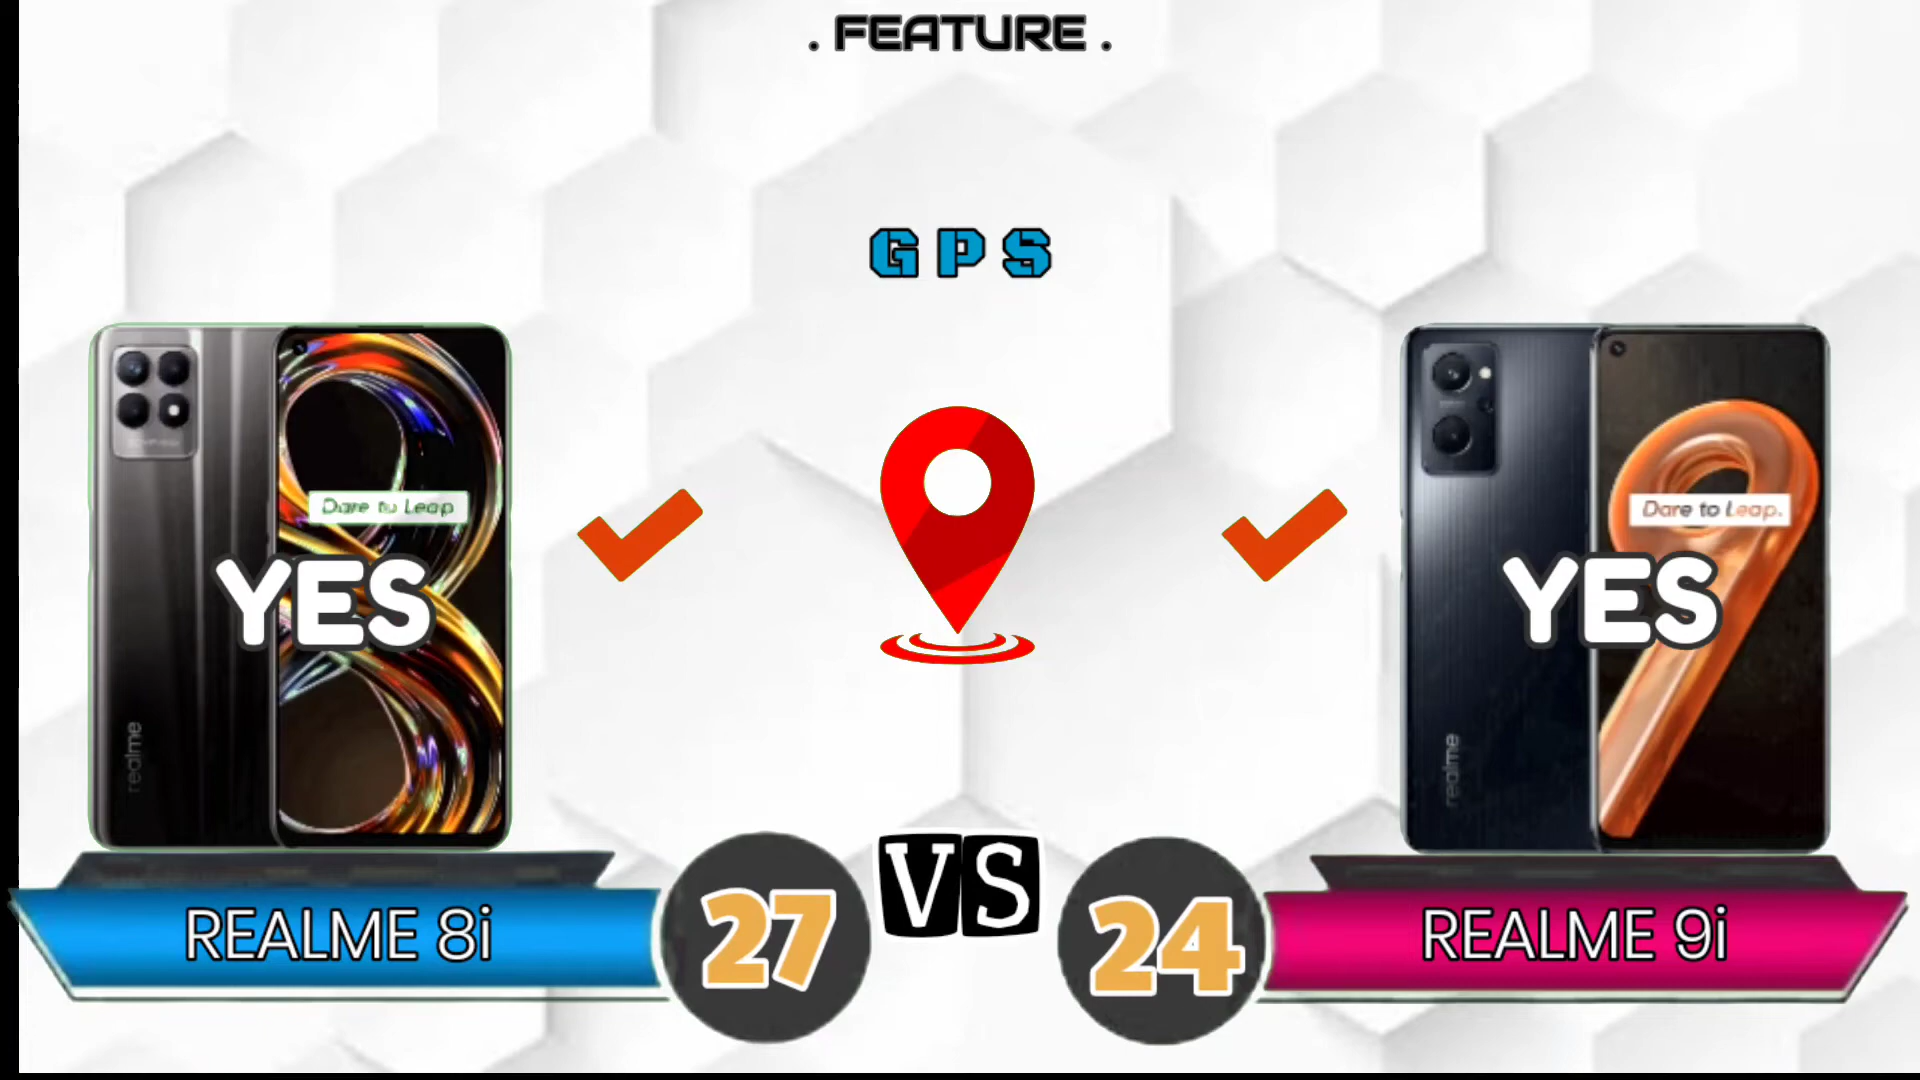 . FEATURE .
GPS
Dare to Leap
YES
realme
Dare to Leap.
YES
realme
REALME 8i
27
VS
24
REALME 9i